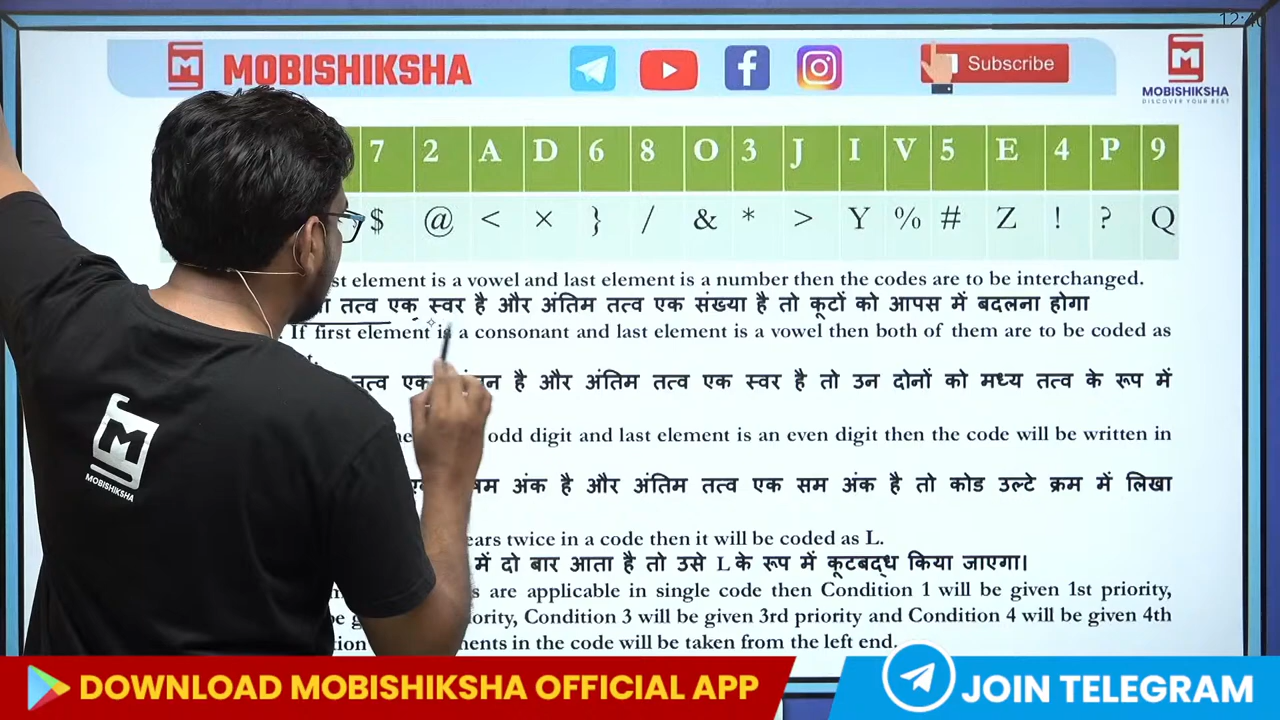 12:40
MOBISHIKSHA
Subscribe
MOBISHIKSHA
DISCOVER YOUR BEST
7 2 A D 6 8 O 3 J I V 5 E 4 P 9
$ @ < × } / & * > Y % # Z ! ? Q
element is a vowel and last element is a number then the codes are to be interchanged.
तत्व एक स्वर है और अंतिम तत्व एक संख्या है तो कूटों को आपस में बदलना होगा
If first element is a consonant and last element is a vowel then both of them are to be coded as
तत्व है और अंतिम तत्व एक स्वर है तो उन दोनों को मध्य तत्व के रूप में
odd digit and last element is an even digit then the code will be written in
अंक है और अंतिम तत्व एक सम अंक है तो कोड उल्टे क्रम में लिखा
twice in a code then it will be coded as L.
में दो बार आता है तो उसे L के रूप में कूटबद्ध किया जाएगा।
are applicable in single code then Condition 1 will be given 1st priority,
Condition 3 will be given 3rd priority and Condition 4 will be given 4th
in the code will be taken from the left end.
MOBISHIKSHA
DOWNLOAD MOBISHIKSHA OFFICIAL APP
JOIN TELEGRAM